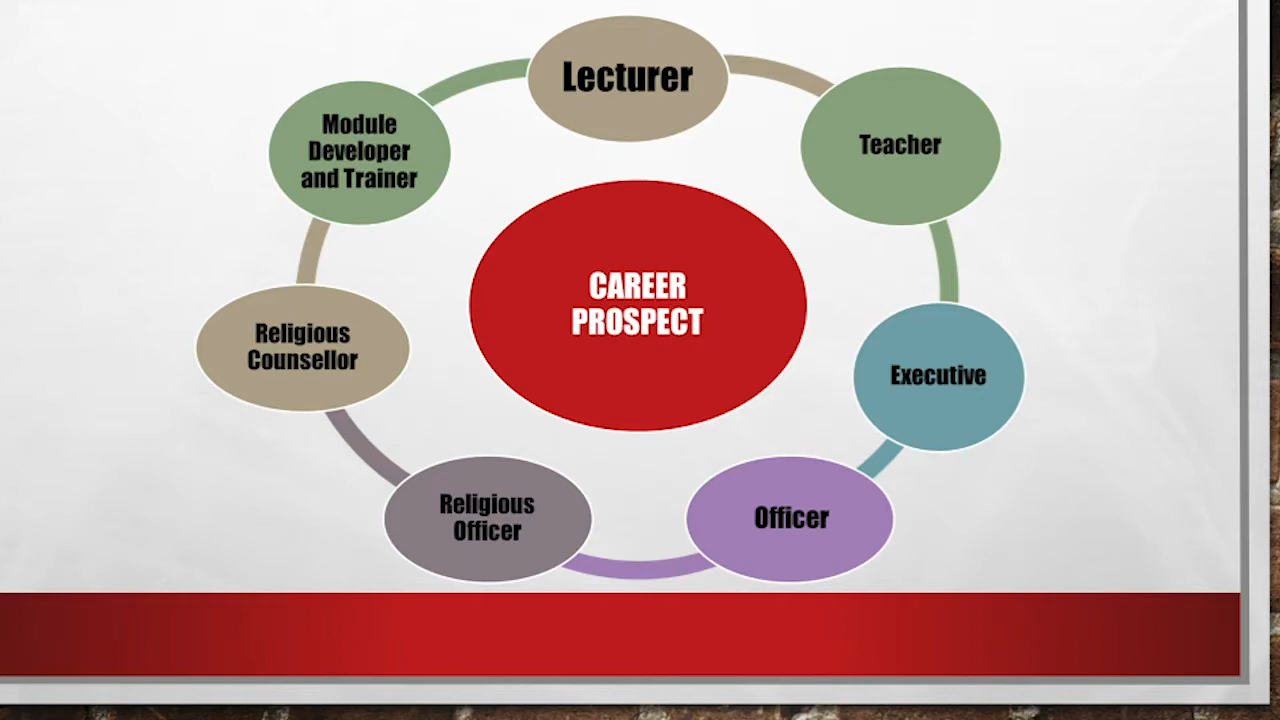 Lecturer
Teacher
Executive
Officer
Religious
Officer
Religious
Counsellor
Module
Developer
and Trainer
CAREER
PROSPECT